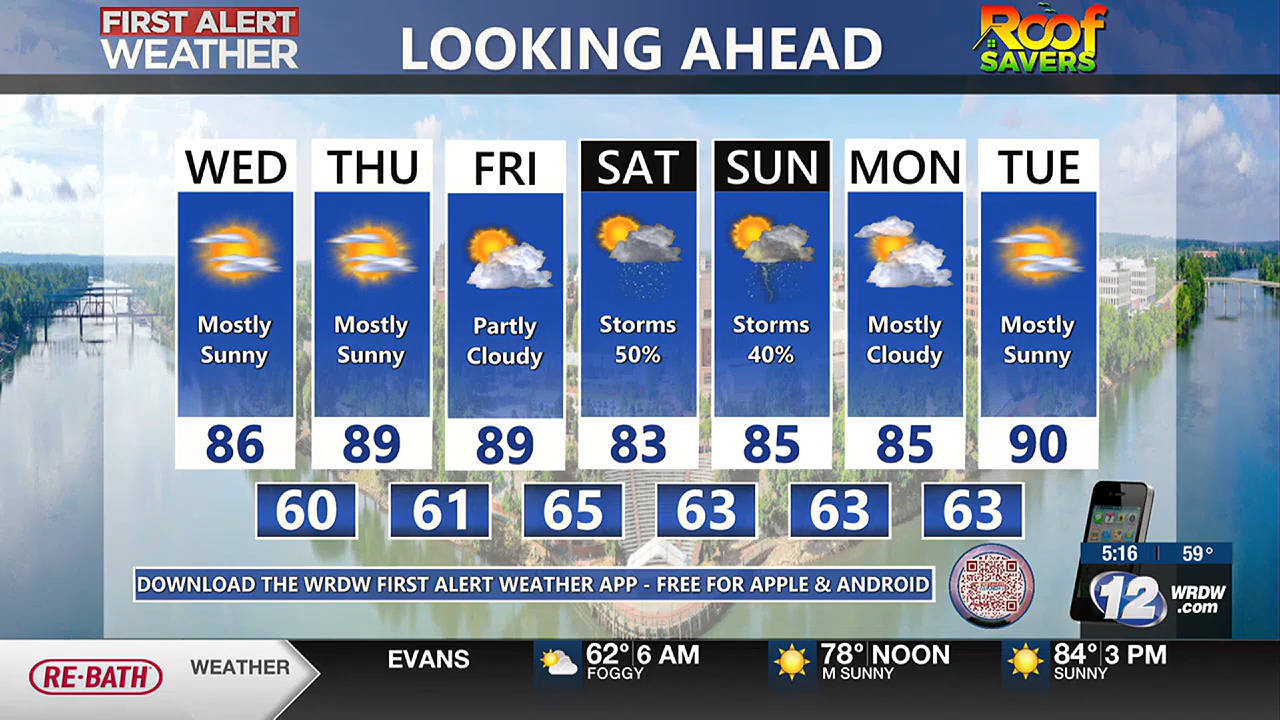 FIRST ALERT
WEATHER
LOOKING AHEAD
Roof
SAVERS
WED THU FRI SAT SUN MON TUE
Mostly Mostly Partly Storms Storms Mostly Mostly
Sunny Sunny Cloudy 50% 40% Cloudy Sunny
86 89 89 83 85 85 90
60 61 65 63 63 63
DOWNLOAD THE WRDW FIRST ALERT WEATHER APP - FREE FOR APPLE & ANDROID
5:16 | 59°
12 WRDW
.com
RE·BATH
WEATHER
EVANS
62° | 6 AM
FOGGY
78° | NOON
M SUNNY
84° | 3 PM
SUNNY